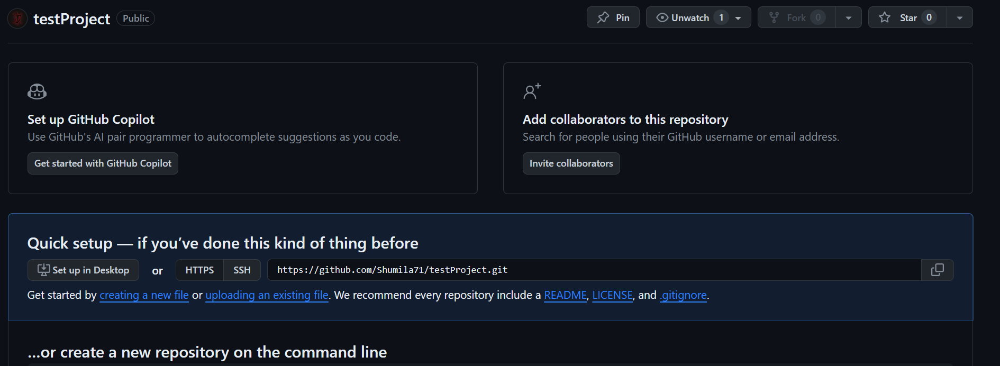 testProject Public Pin Unwatch 1 Fork 0 Star 0
Set up GitHub Copilot
Use GitHub's AI pair programmer to autocomplete suggestions as you code.
Get started with GitHub Copilot
Add collaborators to this repository
Search for people using their GitHub username or email address.
Invite collaborators
Quick setup — if you’ve done this kind of thing before
Set up in Desktop or HTTPS SSH https://github.com/Shumila71/testProject.git
Get started by creating a new file or uploading an existing file. We recommend every repository include a README, LICENSE, and .gitignore.
…or create a new repository on the command line